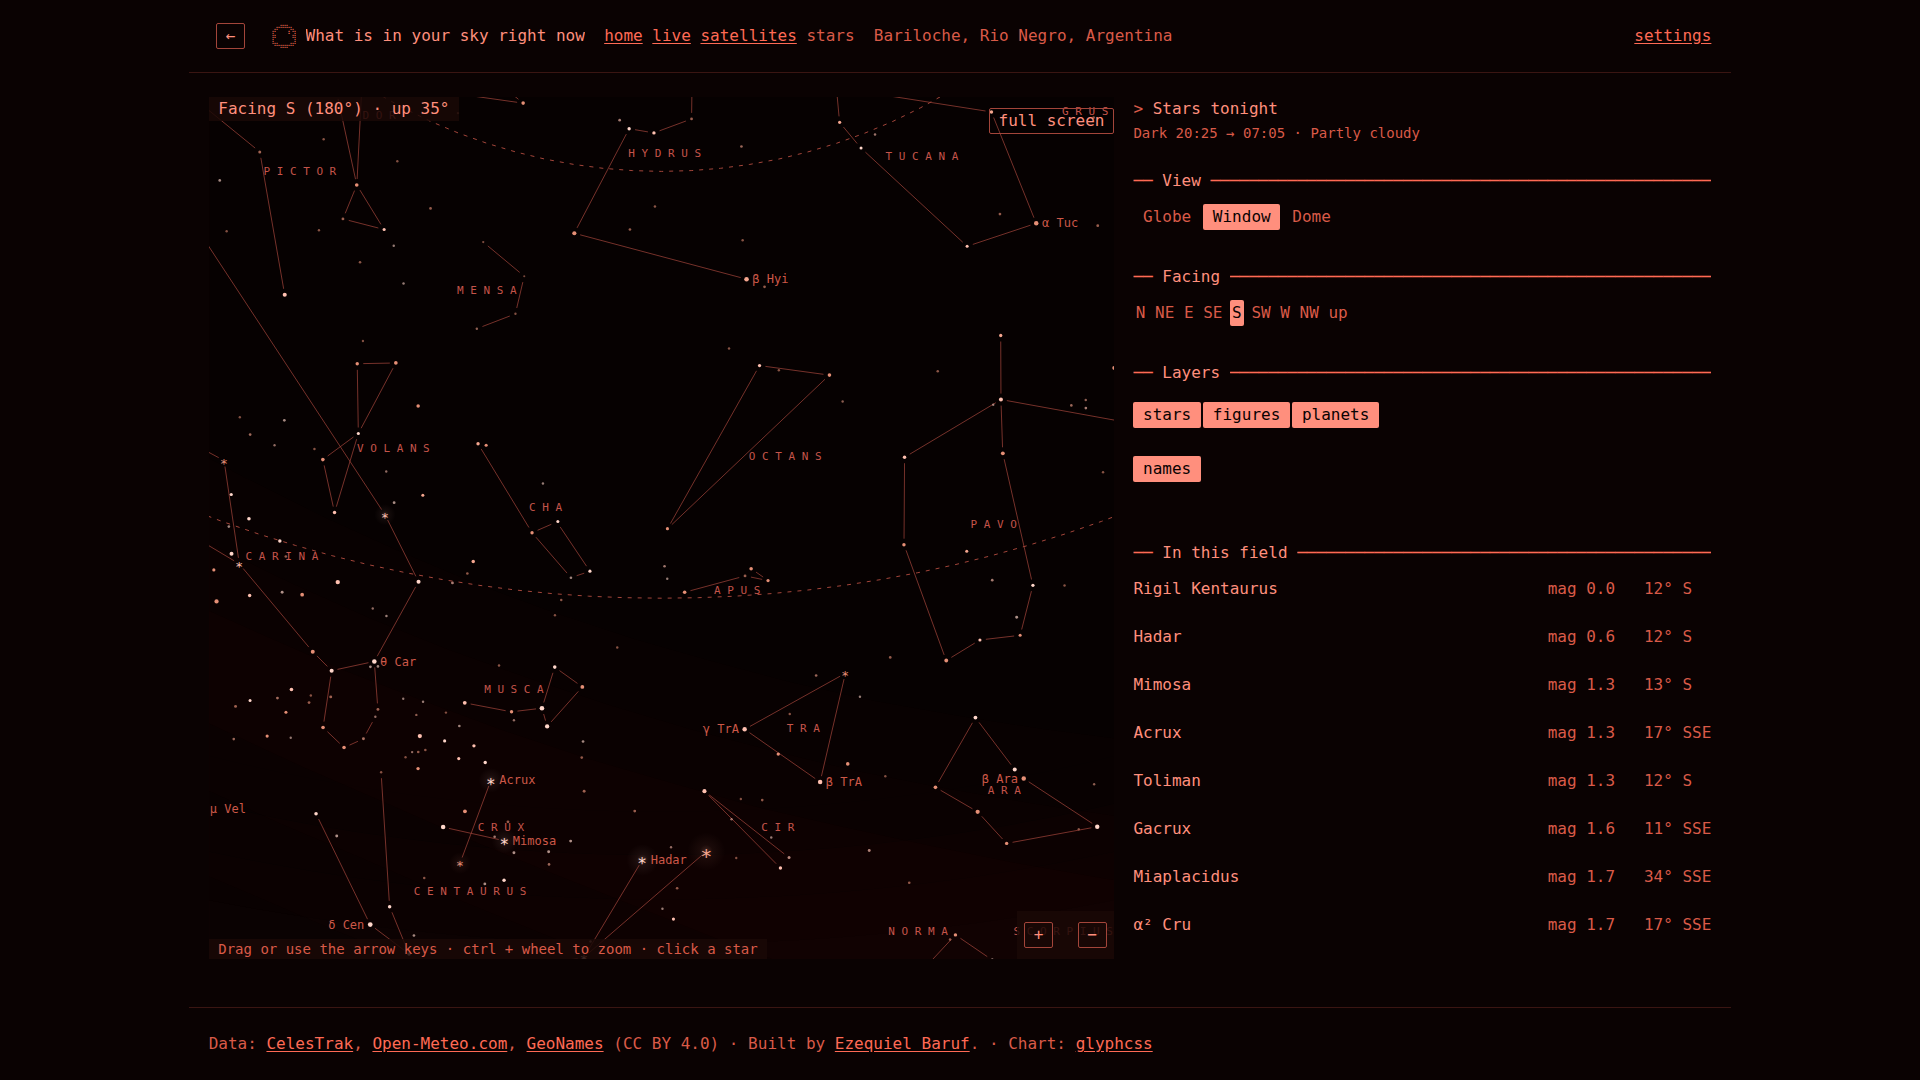 ← What is in your sky right now home live satellites stars Bariloche, Rio Negro, Argentina settings
Facing S (180°) · up 35°
full screen
GRUS
HYDRUS
TUCANA
PICTOR
α Tuc
β Hyi
MENSA
VOLANS
OCTANS
CHA
PAVO
CARINA
APUS
θ Car
MUSCA
γ TrA
TRA
β TrA
β Ara
ARA
Acrux
μ Vel
CRUX
Mimosa
CIR
Hadar
CENTAURUS
δ Cen
NORMA
Drag or use the arrow keys · ctrl + wheel to zoom · click a star
+ −
> Stars tonight
Dark 20:25 → 07:05 · Partly cloudy
View
Globe Window Dome
Facing
N NE E SE S SW W NW up
Layers
stars figures planets
names
In this field
Rigil Kentaurus mag 0.0 12° S
Hadar mag 0.6 12° S
Mimosa mag 1.3 13° S
Acrux mag 1.3 17° SSE
Toliman mag 1.3 12° S
Gacrux mag 1.6 11° SSE
Miaplacidus mag 1.7 34° SSE
α² Cru mag 1.7 17° SSE
Data: CelesTrak, Open-Meteo.com, GeoNames (CC BY 4.0) · Built by Ezequiel Baruf. · Chart: glyphcss